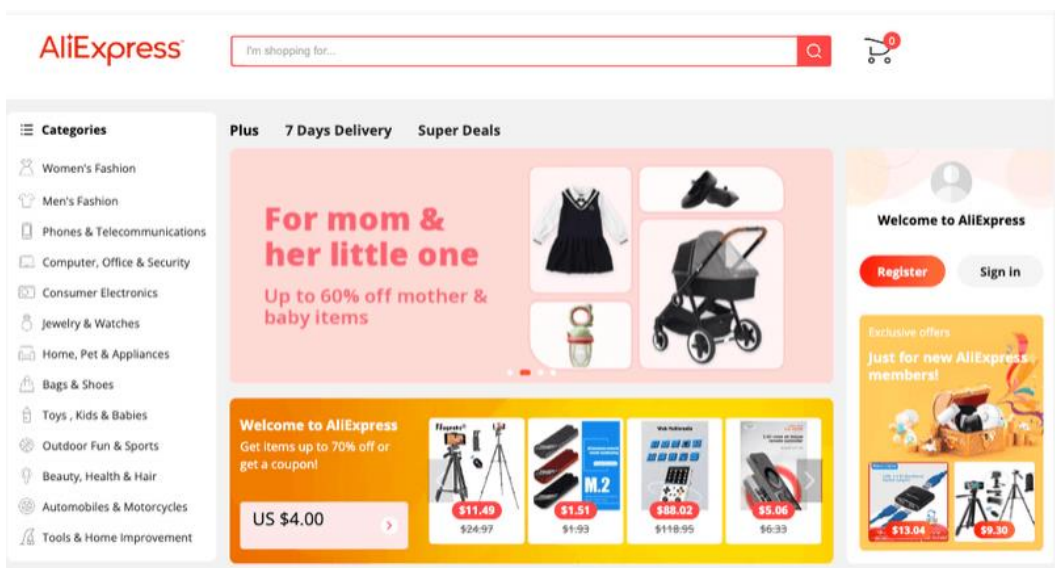 AliExpress
I'm shopping for...
0
Categories
Women's Fashion
Men's Fashion
Phones & Telecommunications
Computer, Office & Security
Consumer Electronics
Jewelry & Watches
Home, Pet & Appliances
Bags & Shoes
Toys , Kids & Babies
Outdoor Fun & Sports
Beauty, Health & Hair
Automobiles & Motorcycles
Tools & Home Improvement
Plus 7 Days Delivery Super Deals
For mom &
her little one
Up to 60% off mother &
baby items
Welcome to AliExpress
Get items up to 70% off or
get a coupon!
US $4.00
$11.49
$24.97
M.2
$1.51
$1.93
$88.02
$118.95
$5.06
$6.33
Welcome to AliExpress
Register Sign in
Exclusive offers
Just for new AliExpress
members!
$13.04
$9.30